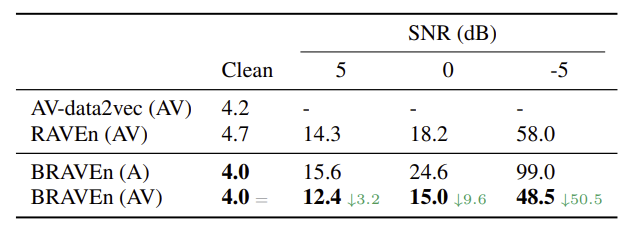 SNR (dB)
Clean 5 0 -5
AV-data2vec (AV) 4.2 - - -
RAVEn (AV) 4.7 14.3 18.2 58.0
BRAVEn (A) 4.0 15.6 24.6 99.0
BRAVEn (AV) 4.0 = 12.4 ↓3.2 15.0 ↓9.6 48.5 ↓50.5